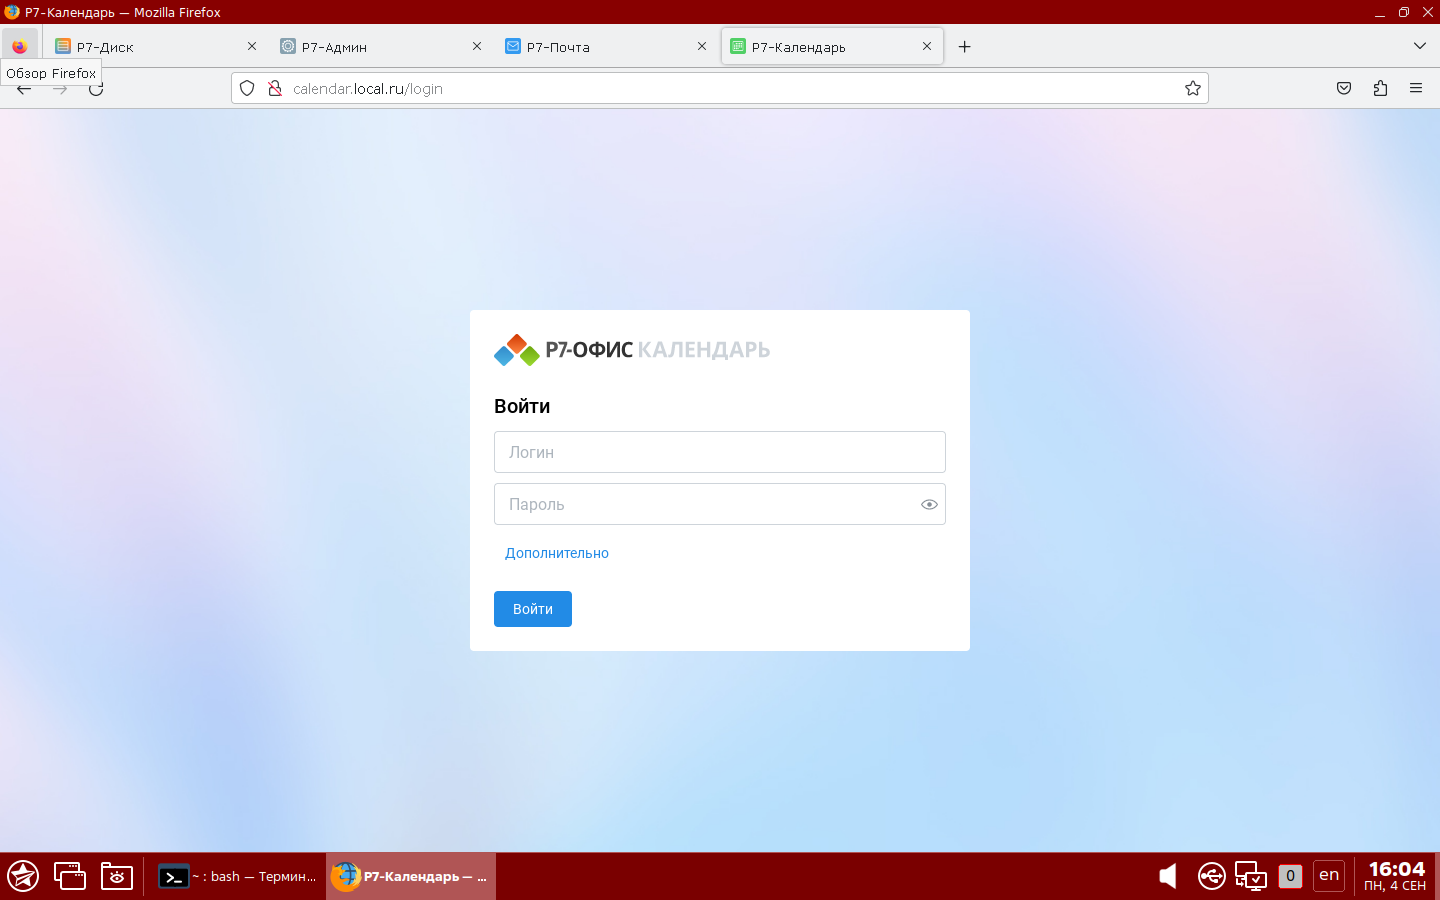 Р7-Календарь — Mozilla Firefox
Р7-Диск
Р7-Админ
Р7-Почта
Р7-Календарь
Обзор Firefox
calendar.local.ru/login
Р7-ОФИС КАЛЕНДАРЬ
Войти
Логин
Пароль
Дополнительно
Войти
~ : bash — Термин...
Р7-Календарь — ...
0
en
16:04
ПН, 4 СЕН